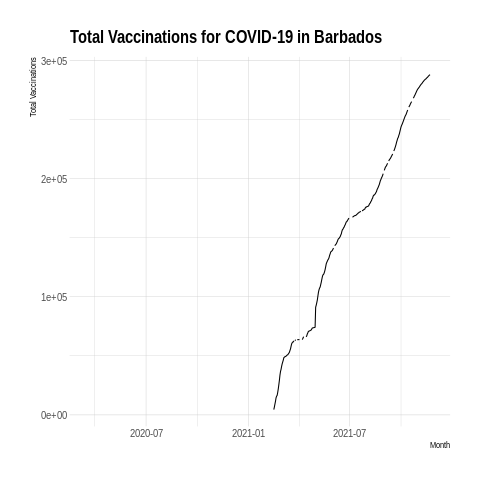 Total Vaccinations for COVID-19 in Barbados
Total Vaccinations
3e+05
2e+05
1e+05
0e+00
2020-07 2021-01 2021-07
Month